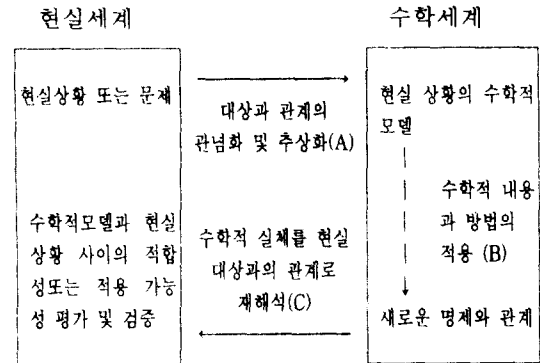 현실세계
수학세계
현실상황 또는 문제
대상과 관계의
관념화 및 추상화(A)
현실 상황의 수학적
모델
수학적 내용
과 방법의
적용 (B)
새로운 명제와 관계
수학적 실체를 현실
대상과의 관계로
재해석(C)
수학적모델과 현실
상황 사이의 적합
성또는 적용 가능
성 평가 및 검증